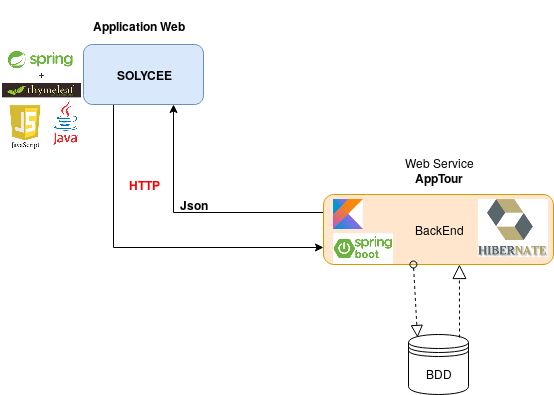 Application Web
SOLYCEE
spring
+
thymeleaf
JS
JavaScript
Java
HTTP
Json
Web Service
AppTour
BackEnd
spring
boot
HIBERNATE
BDD